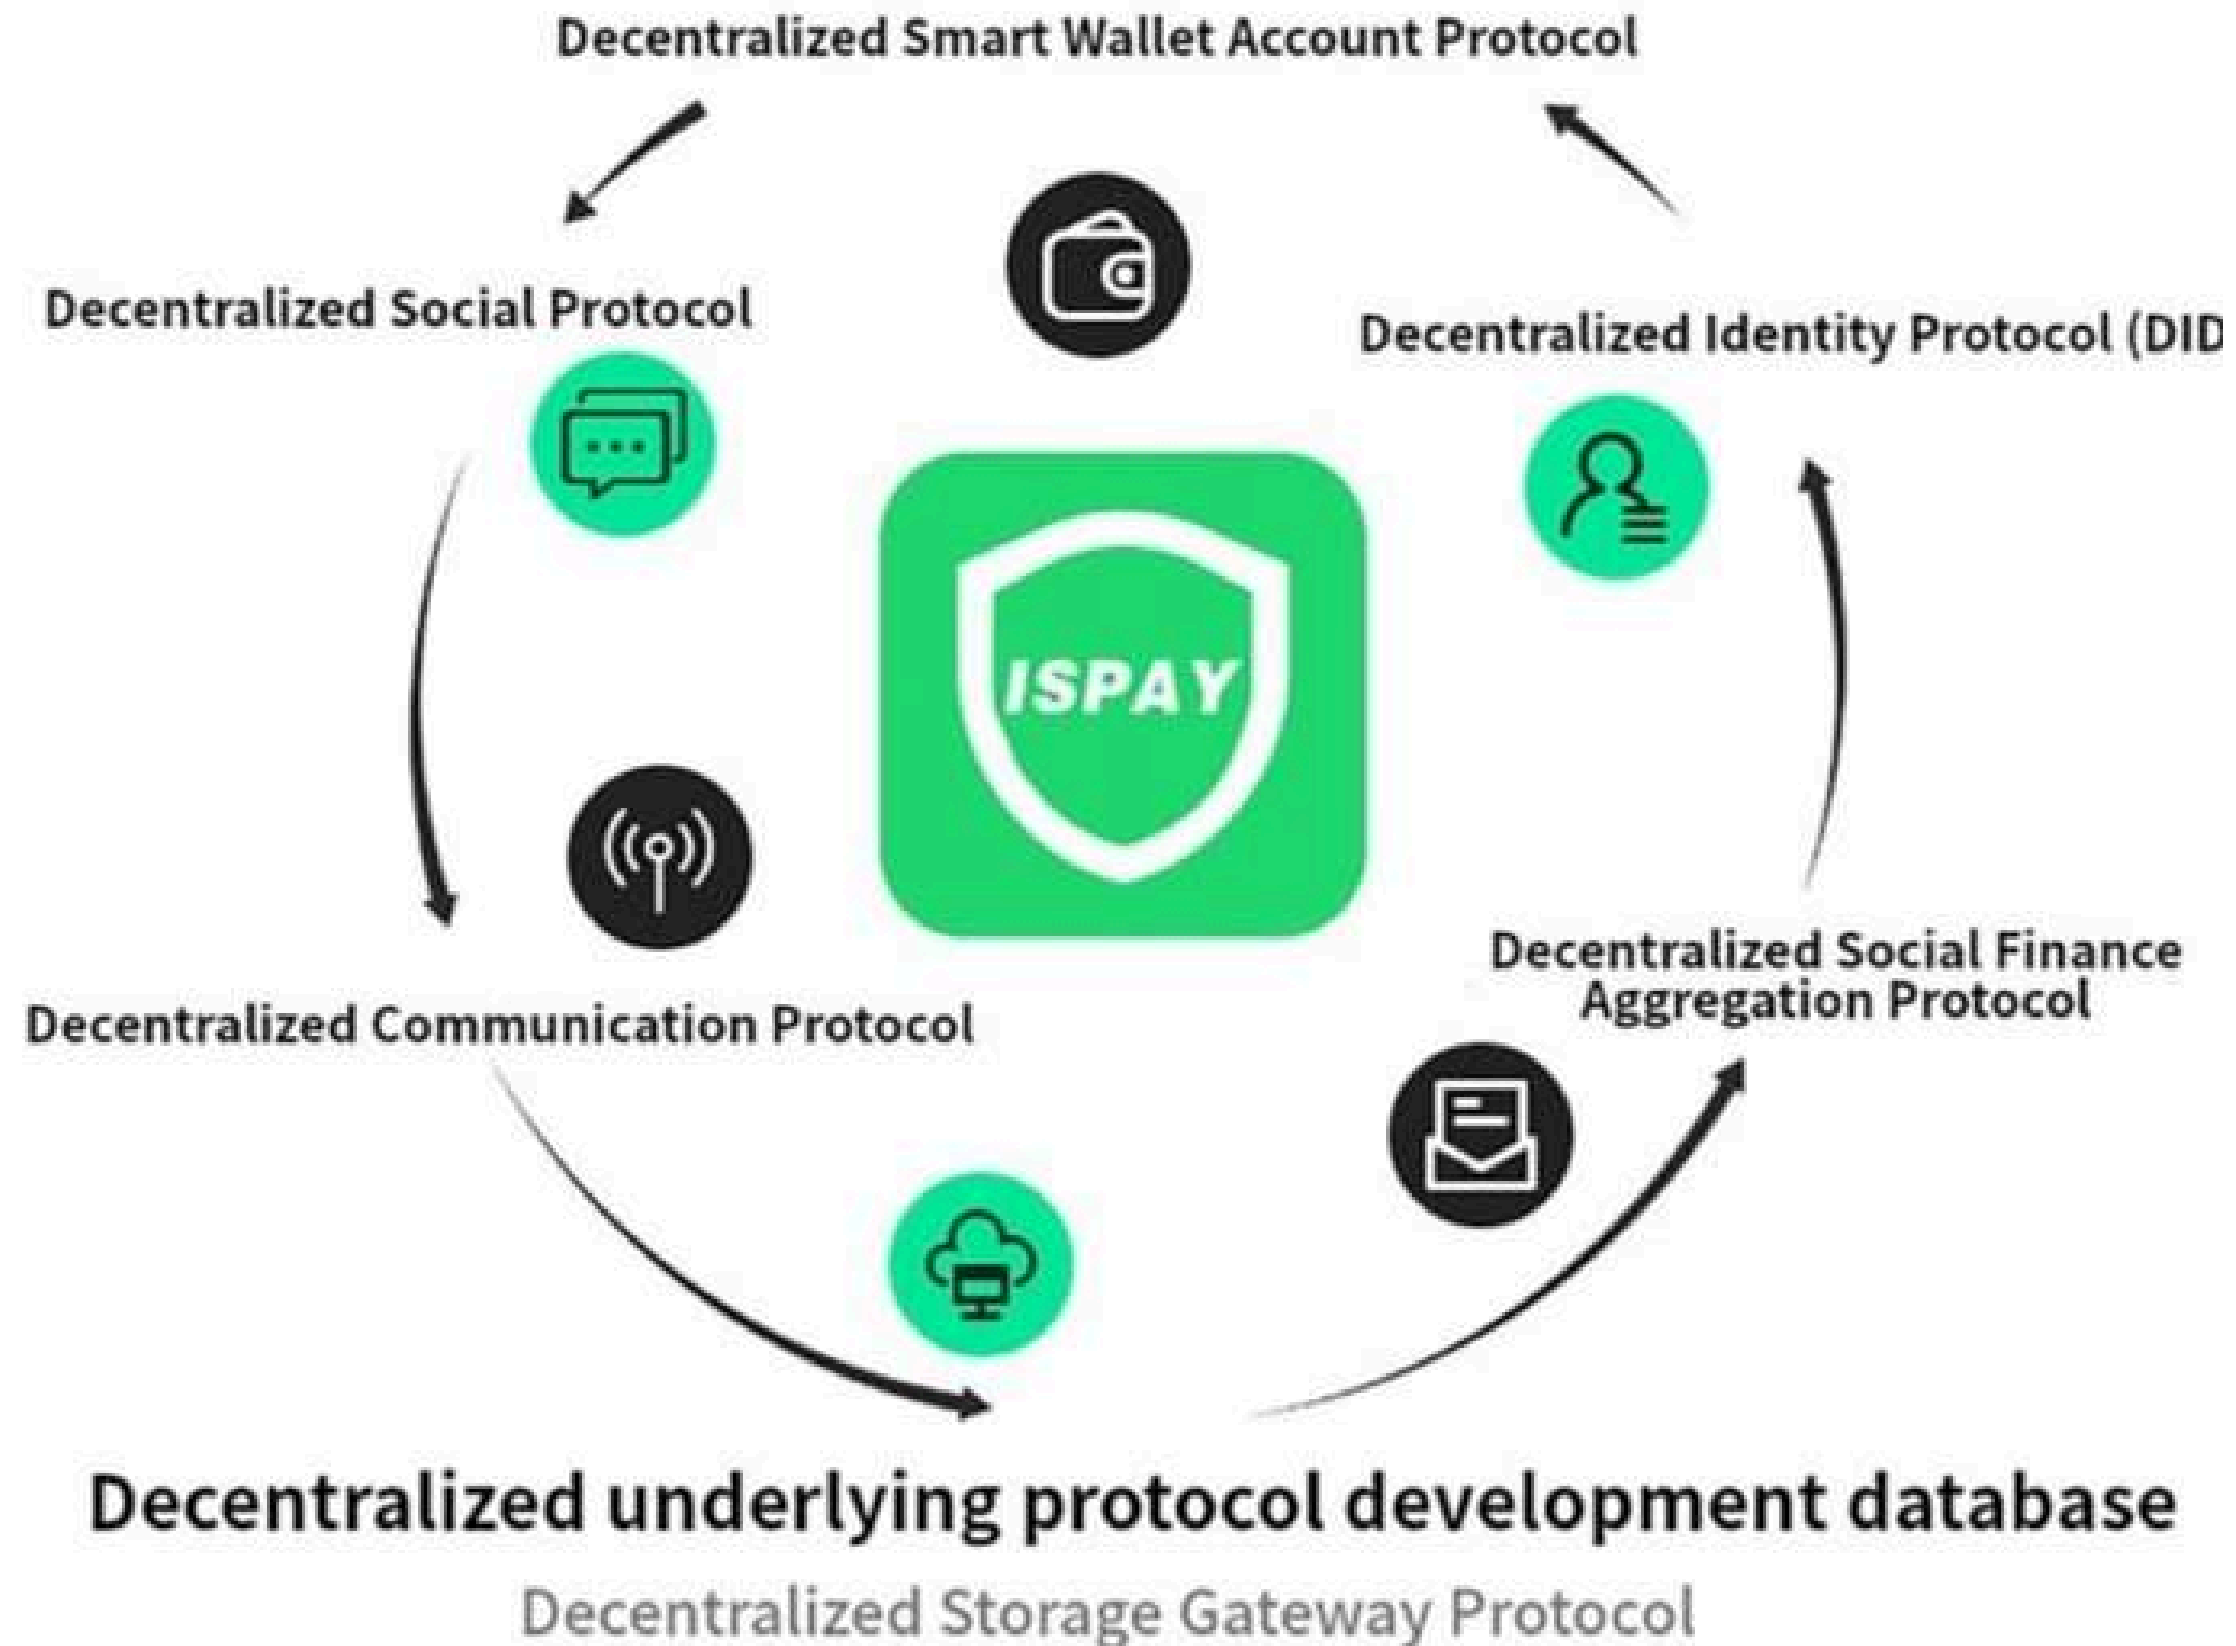 Decentralized Smart Wallet Account Protocol
Decentralized Social Protocol
Decentralized Identity Protocol (DID
ISPAY
Decentralized Social Finance
Aggregation Protocol
Decentralized Communication Protocol
Decentralized underlying protocol development database
Decentralized Storage Gateway Protocol